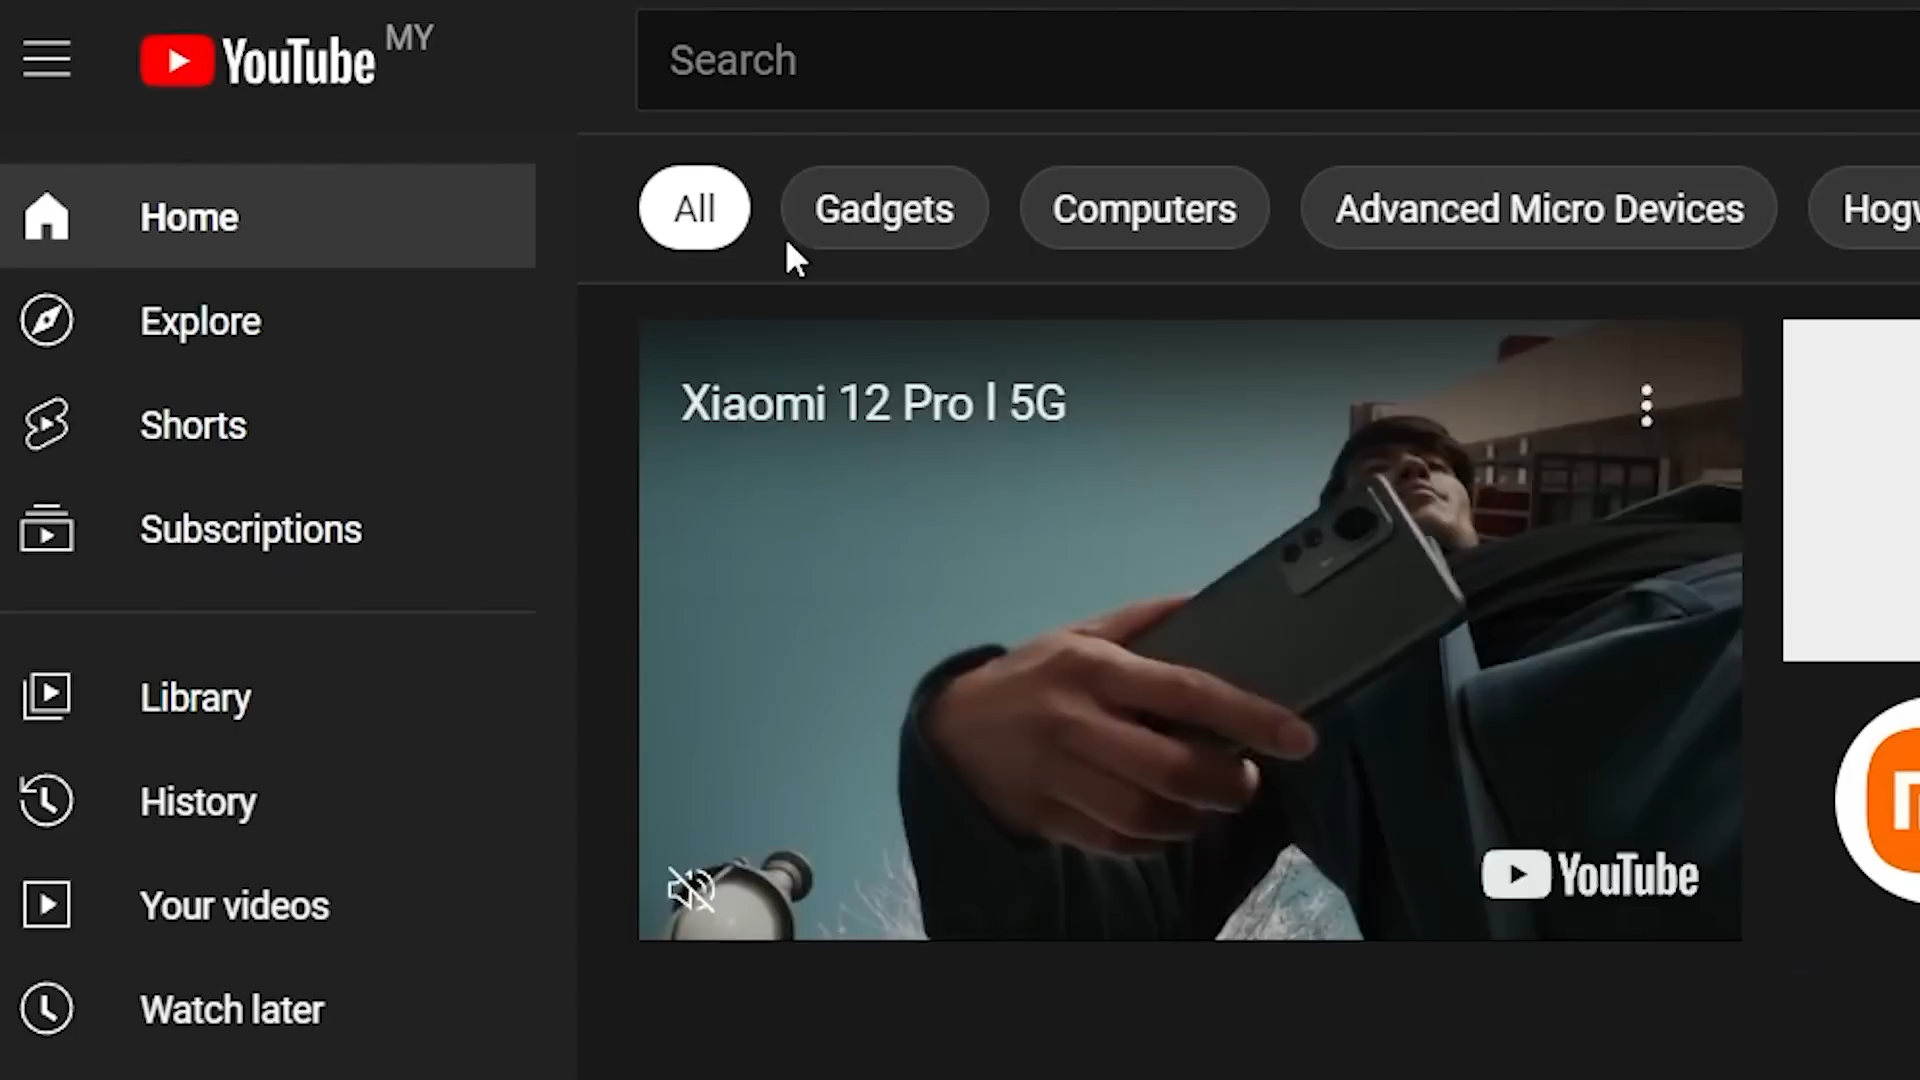 YouTube MY
Search
Home
Explore
Shorts
Subscriptions
Library
History
Your videos
Watch later
All
Gadgets
Computers
Advanced Micro Devices
Xiaomi 12 Pro l 5G
YouTube